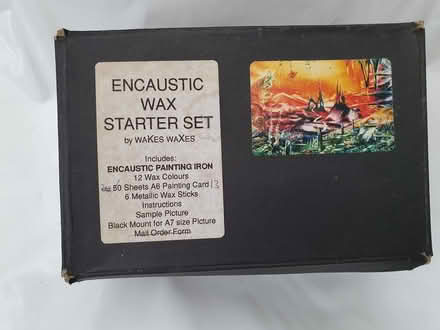 ENCAUSTIC
WAX
STARTER SET
by WAKES WAXES
Includes:
ENCAUSTIC PAINTING IRON
12 Wax Colours
50 Sheets A6 Painting Card 13
6 Metallic Wax Sticks
Instructions
Sample Picture
Black Mount for A7 size Picture
Mail Order Form